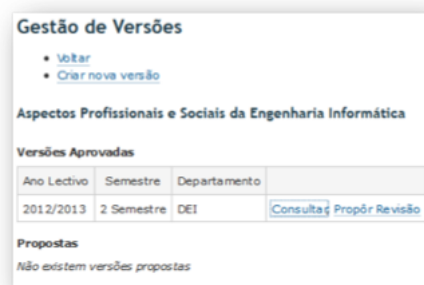 Gestão de Versões
Voltar
Criar nova versão
Aspectos Profissionais e Sociais da Engenharia Informática
Versões Aprovadas
Ano Lectivo Semestre Departamento
2012/2013 2 Semestre DEI Consultar Propôr Revisão
Propostas
Não existem versões propostas